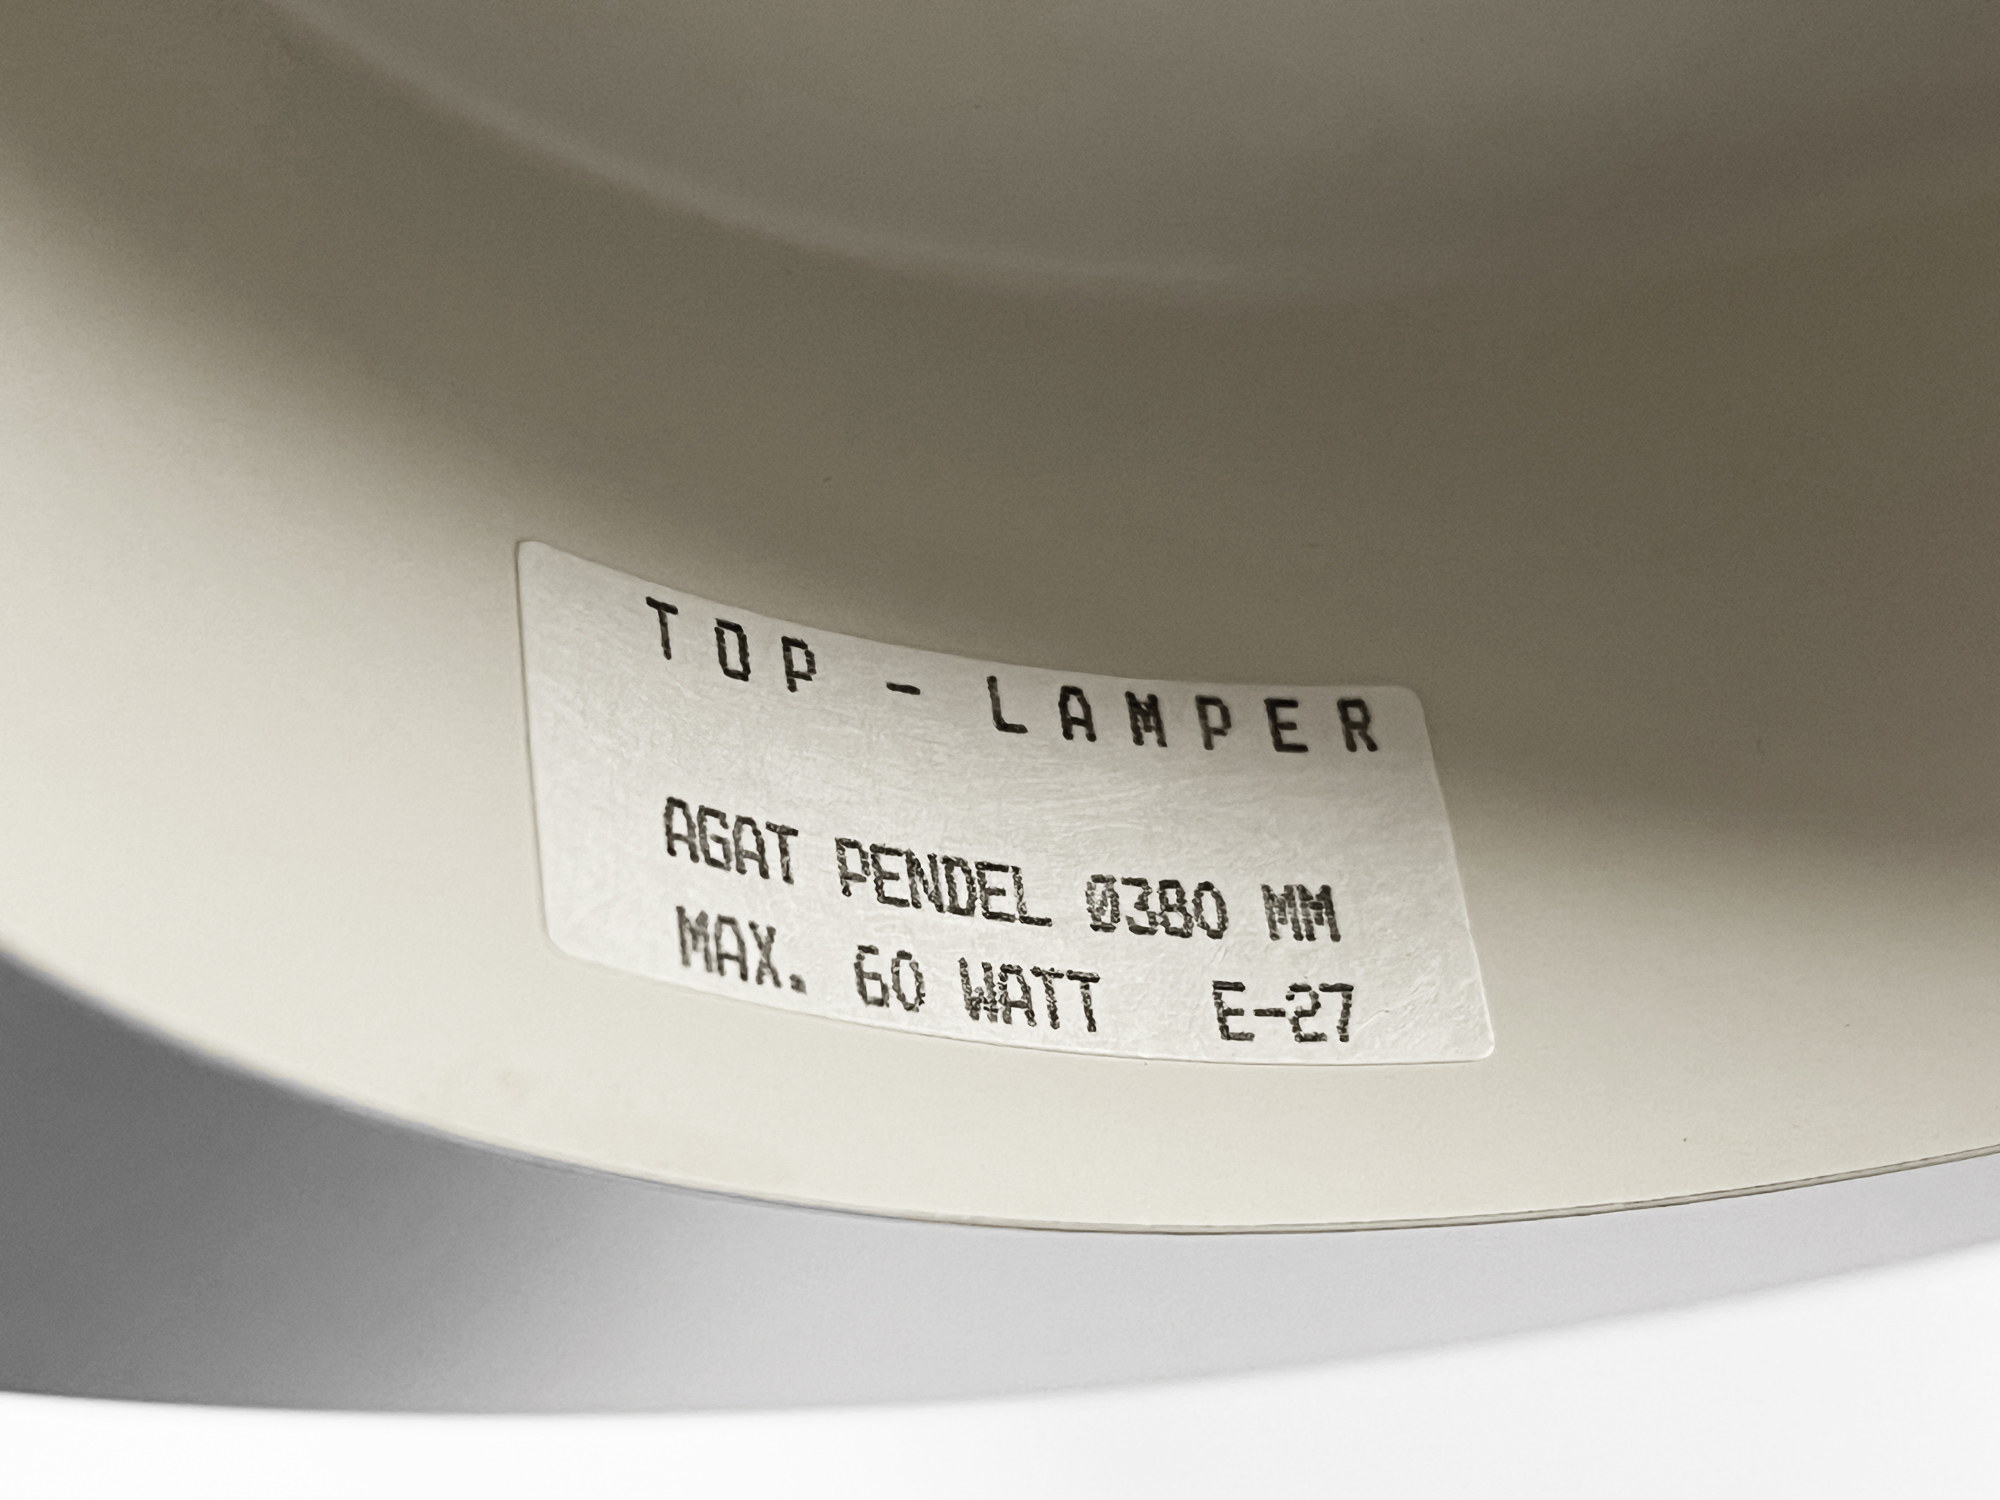 TOP - LAMPER
AGAT PENDEL Ø380 MM
MAX. 60 WATT E-27